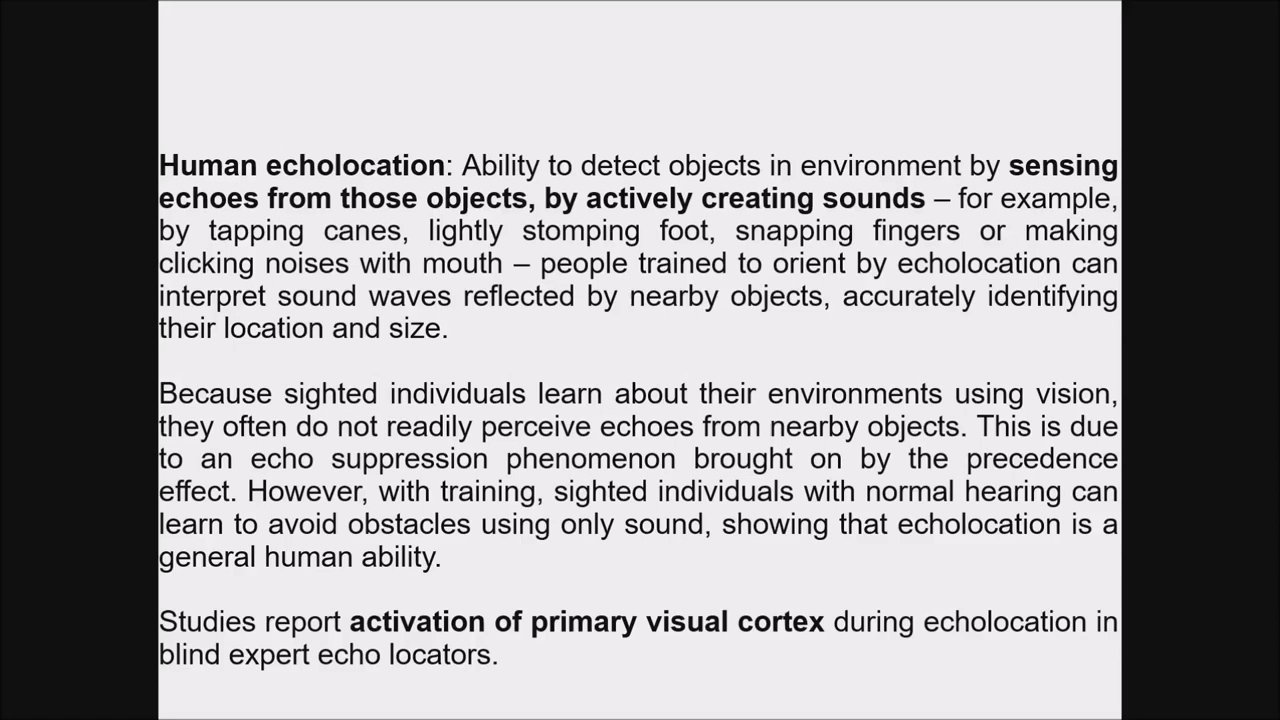 Human echolocation: Ability to detect objects in environment by sensing
echoes from those objects, by actively creating sounds – for example,
by tapping canes, lightly stomping foot, snapping fingers or making
clicking noises with mouth – people trained to orient by echolocation can
interpret sound waves reflected by nearby objects, accurately identifying
their location and size.
Because sighted individuals learn about their environments using vision,
they often do not readily perceive echoes from nearby objects. This is due
to an echo suppression phenomenon brought on by the precedence
effect. However, with training, sighted individuals with normal hearing can
learn to avoid obstacles using only sound, showing that echolocation is a
general human ability.
Studies report activation of primary visual cortex during echolocation in
blind expert echo locators.